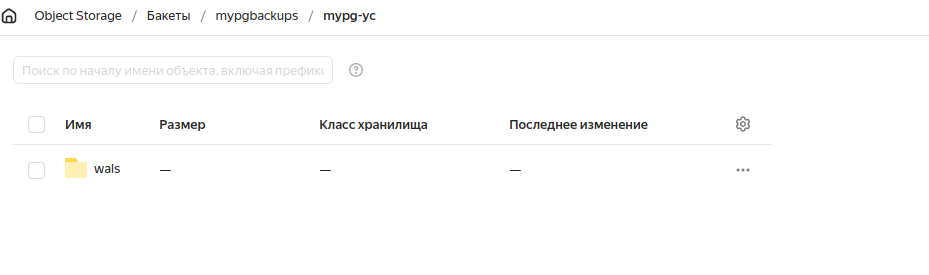 Object Storage / Бакеты / mypgbackups / mypg-yc
Поиск по началу имени объекта, включая префикс
Имя Размер Класс хранилища Последнее изменение
wals — — —